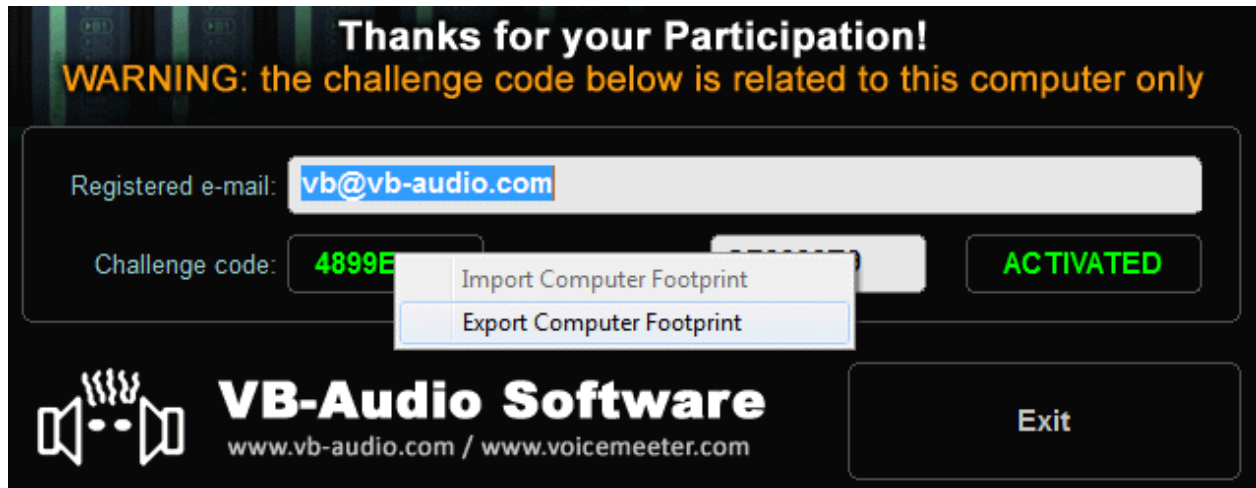 Thanks for your Participation!
WARNING: the challenge code below is related to this computer only
Registered e-mail: vb@vb-audio.com
Challenge code: ACTIVATED
Import Computer Footprint
Export Computer Footprint
VB-Audio Software
www.vb-audio.com / www.voicemeeter.com
Exit